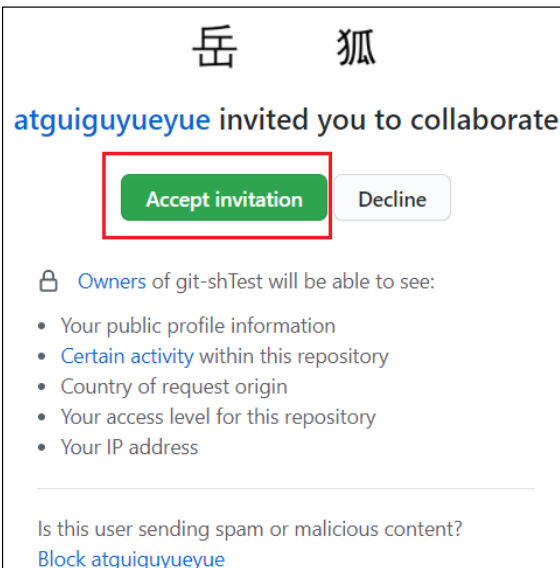 岳 狐
atguiguyueyue invited you to collaborate
Accept invitation Decline
Owners of git-shTest will be able to see:
• Your public profile information
• Certain activity within this repository
• Country of request origin
• Your access level for this repository
• Your IP address
Is this user sending spam or malicious content?
Block atguiguyueyue